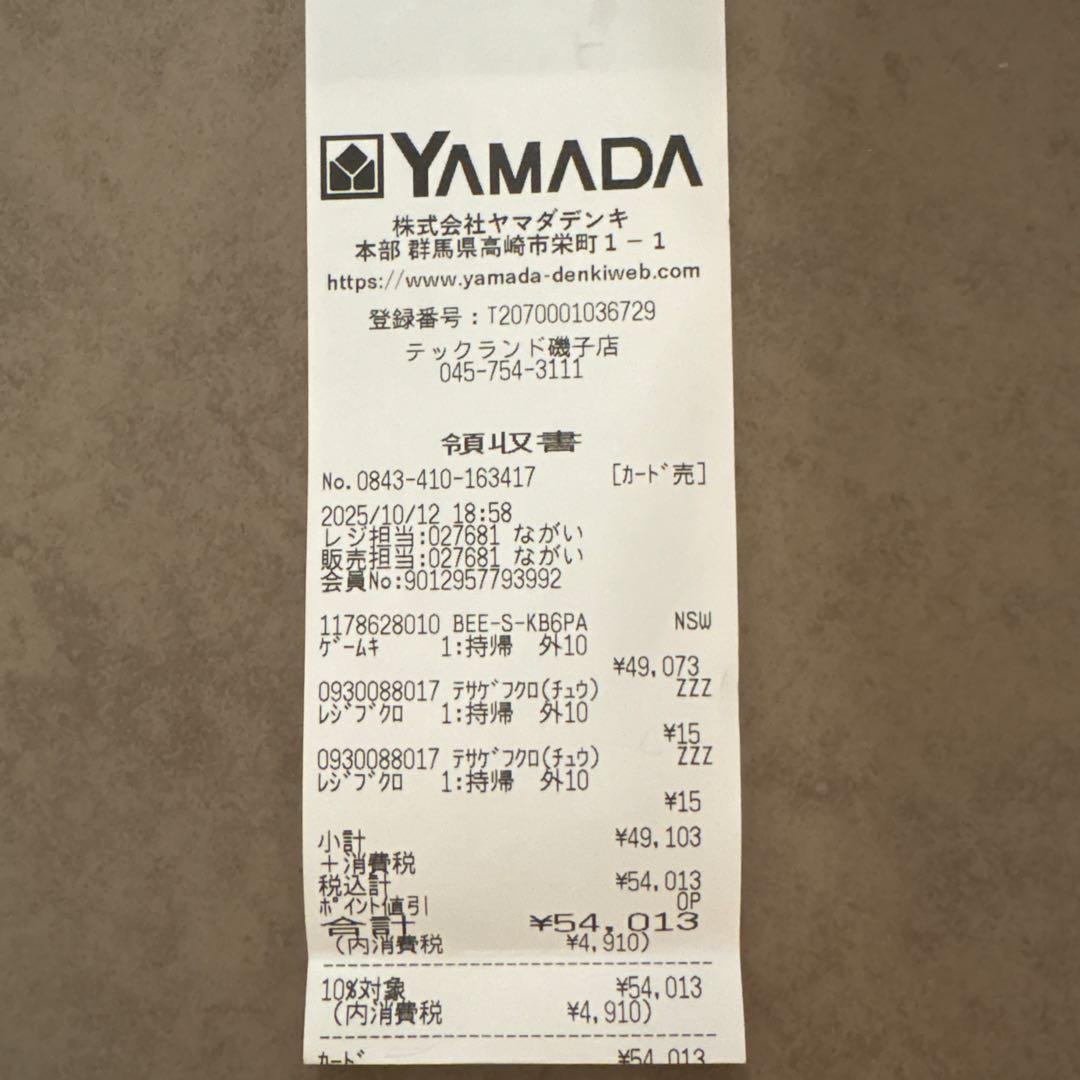 YAMADA
株式会社ヤマダデンキ
本部 群馬県高崎市栄町1-1
https://www.yamada-denkiweb.com
登録番号:T2070001036729
テックランド磯子店
045-754-3111
領収書
No.0843-410-163417 [ｶｰﾄﾞ売]
2025/10/12 18:58
レジ担当:027681 ながい
販売担当:027681 ながい
会員No:9012957793992
1178628010 BEE-S-KB6PA NSW
ｹﾞｰﾑｷ 1:持帰 外10
¥49,073
0930088017 ﾃｻｹﾞﾌｸﾛ(ﾁｭｳ) ZZZ
ﾚｼﾞﾌﾞｸﾛ 1:持帰 外10
¥15
0930088017 ﾃｻｹﾞﾌｸﾛ(ﾁｭｳ) ZZZ
ﾚｼﾞﾌﾞｸﾛ 1:持帰 外10
¥15
小計 ¥49,103
+消費税
税込計 ¥54,013
ﾎﾟｲﾝﾄ値引 0P
合計 ¥54,013
(内消費税 ¥4,910)
10%対象 ¥54,013
(内消費税 ¥4,910)
ｶｰﾄﾞ ¥54,013